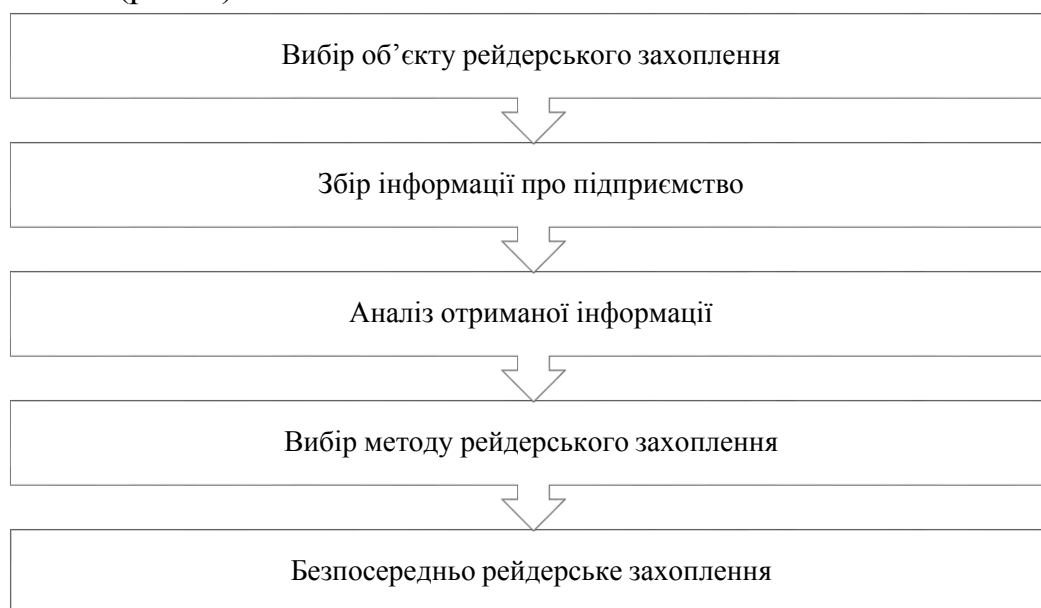 Вибір об’єкту рейдерського захоплення
Збір інформації про підприємство
Аналіз отриманої інформації
Вибір методу рейдерського захоплення
Безпосередньо рейдерське захоплення